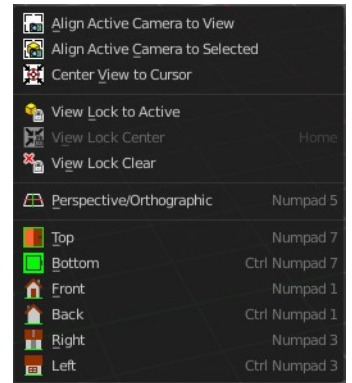 Align Active Camera to View
Align Active Camera to Selected
Center View to Cursor
View Lock to Active
View Lock Center Home
View Lock Clear
Perspective/Orthographic Numpad 5
Top Numpad 7
Bottom Ctrl Numpad 7
Front Numpad 1
Back Ctrl Numpad 1
Right Numpad 3
Left Ctrl Numpad 3